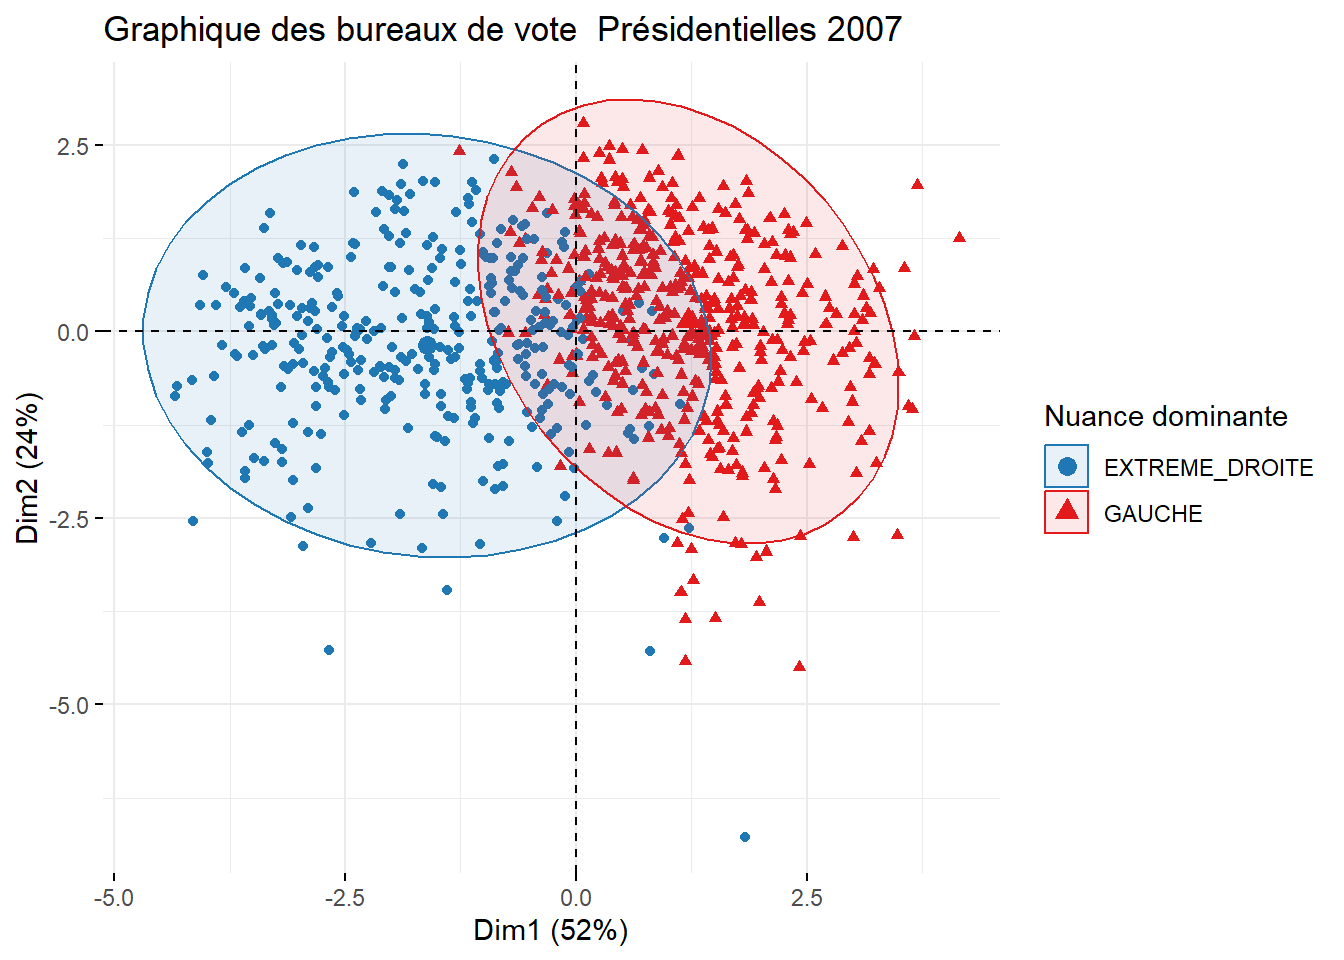 Graphique des bureaux de vote  Présidentielles 2007
2.5
0.0
-2.5
-5.0
Dim2 (24%)
-5.0
-2.5
0.0
2.5
Dim1 (52%)
Nuance dominante
EXTREME_DROITE
GAUCHE